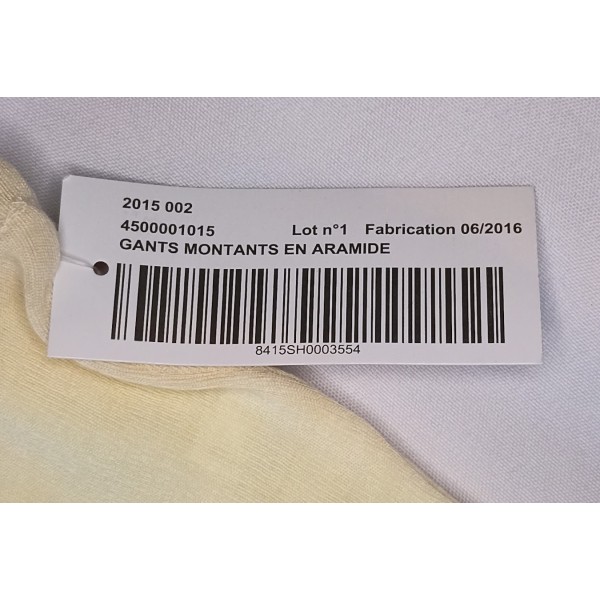 2015 002
4500001015 Lot n°1 Fabrication 06/2016
GANTS MONTANTS EN ARAMIDE
8415SH0003554